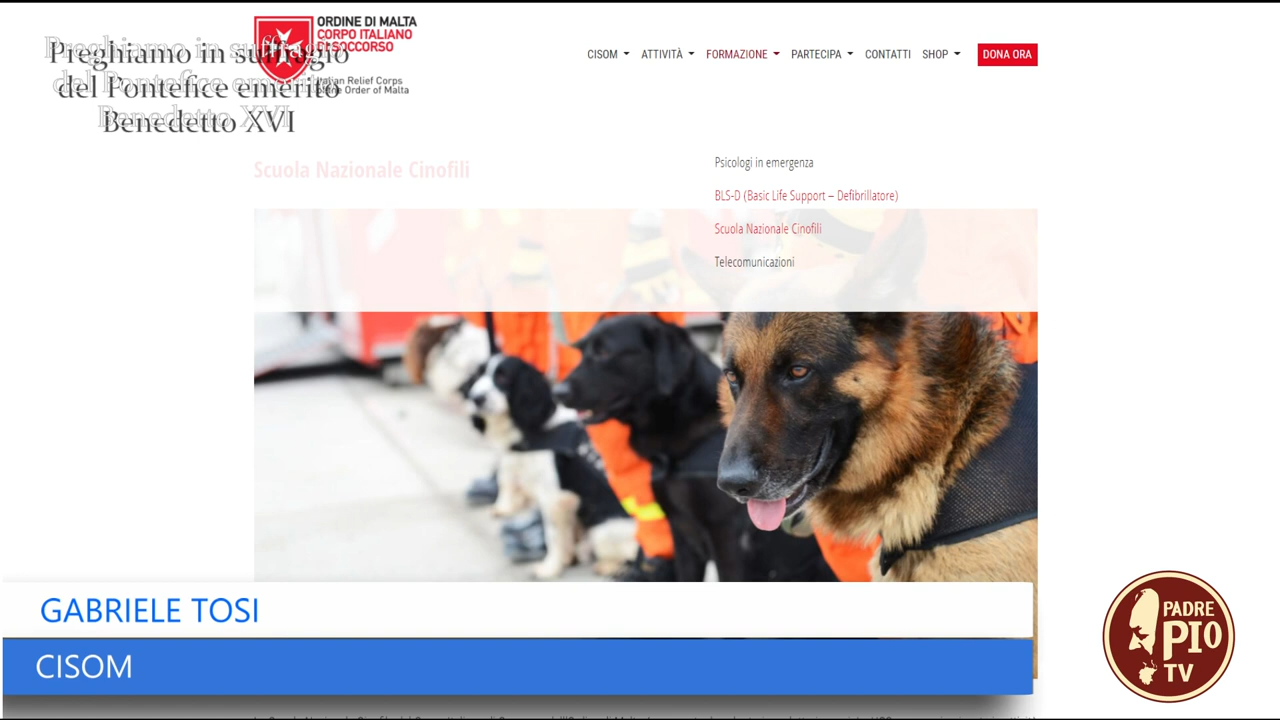 Preghiamo in suffragio
del Pontefice emerito
Benedetto XVI
ORDINE DI MALTA
CORPO ITALIANO
SOCCORSO
Italian Relief Corps
of the Order of Malta
CISOM
ATTIVITÀ
FORMAZIONE
PARTECIPA
CONTATTI
SHOP
DONA ORA
Scuola Nazionale Cinofili
Psicologi in emergenza
BLS-D (Basic Life Support – Defibrillatore)
Scuola Nazionale Cinofili
Telecomunicazioni
GABRIELE TOSI
CISOM
PADRE
PIO
TV